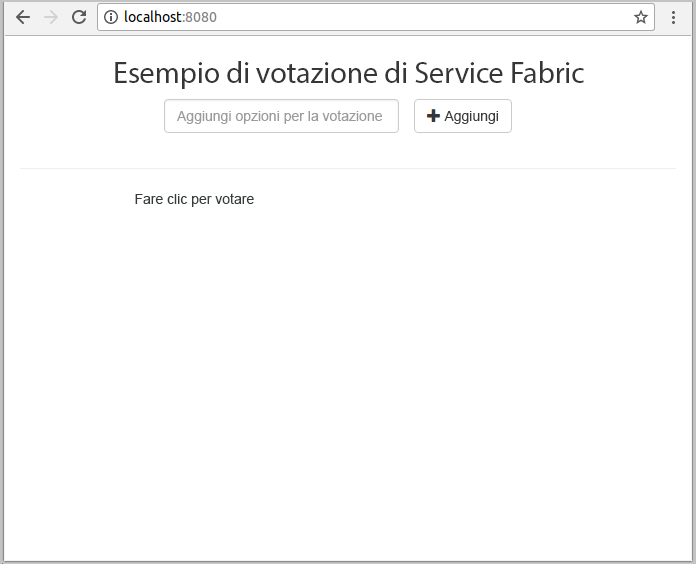 localhost:8080
Esempio di votazione di Service Fabric
Aggiungi opzioni per la votazione
Aggiungi
Fare clic per votare